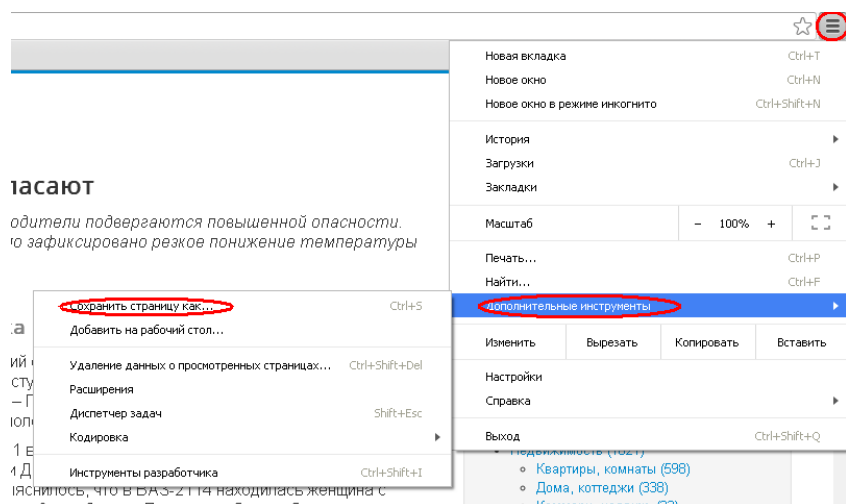 Новая вкладка Ctrl+T
Новое окно Ctrl+N
Новое окно в режиме инкогнито Ctrl+Shift+N
История
Загрузки Ctrl+J
Закладки
Масштаб - 100% +
Печать... Ctrl+P
Найти... Ctrl+F
Дополнительные инструменты
Изменить Вырезать Копировать Вставить
Настройки
Справка
Выход Ctrl+Shift+Q
Сохранить страницу как... Ctrl+S
Добавить на рабочий стол...
Удаление данных о просмотренных страницах... Ctrl+Shift+Del
Расширения
Диспетчер задач Shift+Esc
Кодировка
Инструменты разработчика Ctrl+Shift+I
пасают
одители подвергаются повышенной опасности.
зафиксировано резкое понижение температуры
Недвижимость (1821)
Квартиры, комнаты (598)
Дома, коттеджи (338)
что в ВАЗ-2114 находилась женщина с